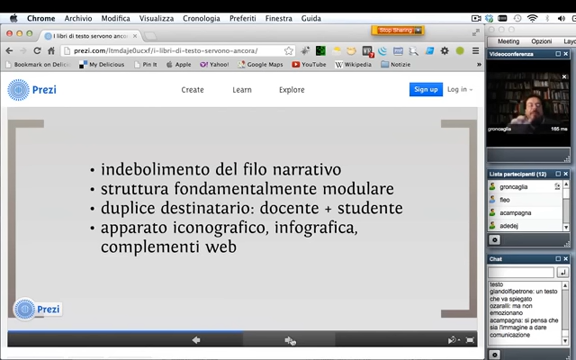 Chrome Archivio Modifica Visualizza Cronologia Preferiti Finestra Guida
Stop Sharing
I libri di testo servono ancora
prezi.com/ltmdaje0ucxf/i-libri-di-testo-servono-ancora/
Bookmark on Delicious My Delicious Pin It Apple Yahoo! Google Maps YouTube Wikipedia Notizie
Prezi Create Learn Explore Sign up Log in
• indebolimento del filo narrativo
• struttura fondamentalmente modulare
• duplice destinatario: docente + studente
• apparato iconografico, infografica,
complementi web
Prezi
Meeting Opzioni
Videoconferenza
groncaglia 185 ms
Lista partecipanti (12)
groncaglia
fleo
acampagna
adedej
Chat
testo
glandolfipetrone: un testo
che va spiegato
ozaralli: ma non
emozionano
acampagna: si pensa che
sia l'immagine a dare
comunicazione